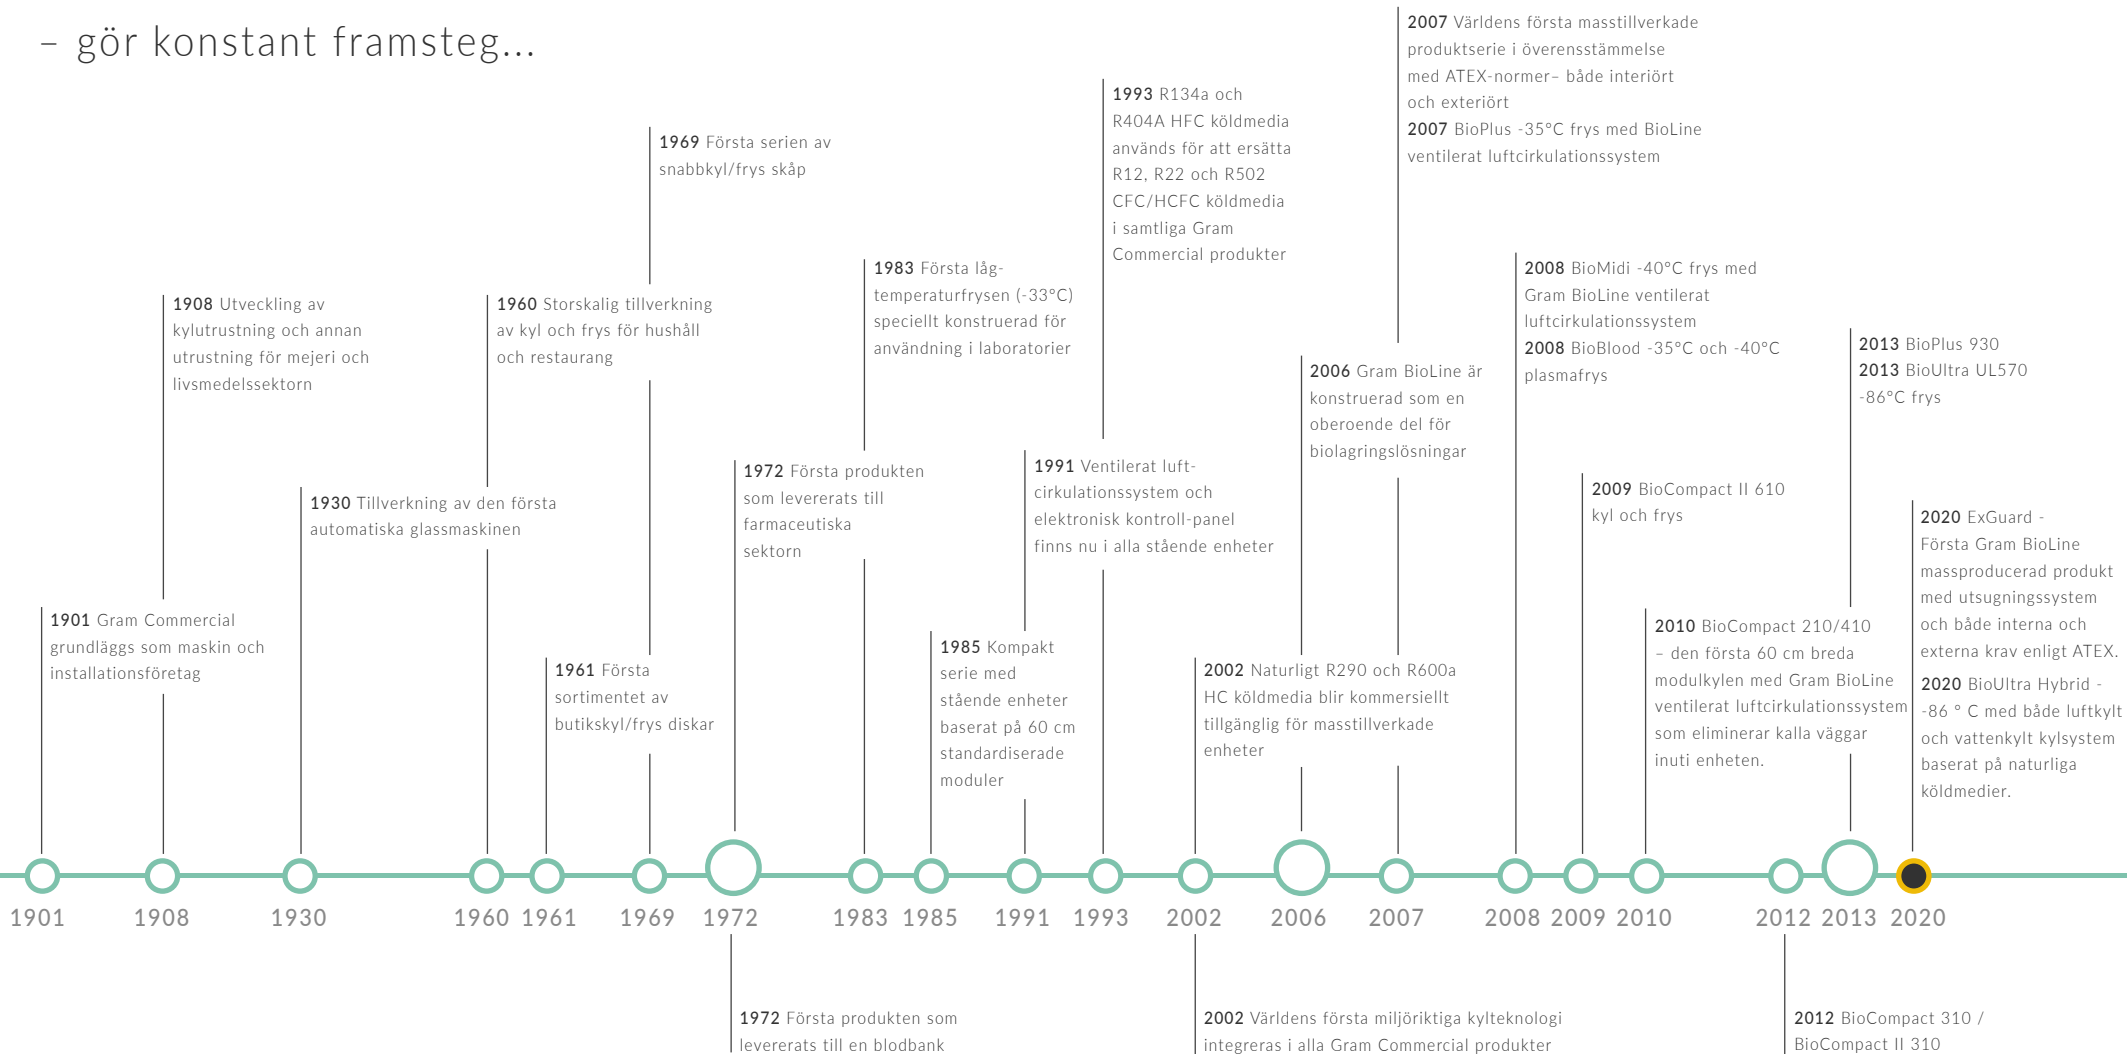 – gör konstant framsteg...
1901 Gram Commercial
grundläggs som maskin och
installationsföretag
1908 Utveckling av
kylutrustning och annan
utrustning för mejeri och
livsmedelssektorn
1930 Tillverkning av den första
automatiska glassmaskinen
1960 Storskalig tillverkning
av kyl och frys för hushåll
och restaurang
1961 Första
sortimentet av
butikskyl/frys diskar
1969 Första serien av
snabbkyl/frys skåp
1972 Första produkten
som levererats till
farmaceutiska
sektorn
1983 Första låg-
temperaturfrysen (-33°C)
speciellt konstruerad för
användning i laboratorier
1985 Kompakt
serie med
stående enheter
baserat på 60 cm
standardiserade
moduler
1991 Ventilerat luft-
cirkulationssystem och
elektronisk kontroll-panel
finns nu i alla stående enheter
1993 R134a och
R404A HFC köldmedia
används för att ersätta
R12, R22 och R502
CFC/HCFC köldmedia
i samtliga Gram
Commercial produkter
2002 Naturligt R290 och R600a
HC köldmedia blir kommersiellt
tillgänglig för masstillverkade
enheter
2006 Gram BioLine är
konstruerad som en
oberoende del för
biolagringslösningar
2007 Världens första masstillverkade
produktserie i överensstämmelse
med ATEX-normer– både interiört
och exteriört
2007 BioPlus -35°C frys med BioLine
ventilerat luftcirkulationssystem
2008 BioMidi -40°C frys med
Gram BioLine ventilerat
luftcirkulationssystem
2008 BioBlood -35°C och -40°C
plasmafrys
2009 BioCompact II 610
kyl och frys
2010 BioCompact 210/410
– den första 60 cm breda
modulkylen med Gram BioLine
ventilerat luftcirkulationssystem
som eliminerar kalla väggar
inuti enheten.
2013 BioPlus 930
2013 BioUltra UL570
-86°C frys
2020 ExGuard -
Första Gram BioLine
massproducerad produkt
med utsugningssystem
och både interna och
externa krav enligt ATEX.
2020 BioUltra Hybrid -
-86 ° C med både luftkylt
och vattenkylt kylsystem
baserat på naturliga
köldmedier.
1901 1908 1930 1960 1961 1969 1972 1983 1985 1991 1993 2002 2006 2007 2008 2009 2010 2012 2013 2020
1972 Första produkten som
levererats till en blodbank
2002 Världens första miljöriktiga kylteknologi
integreras i alla Gram Commercial produkter
2012 BioCompact 310 /
BioCompact II 310